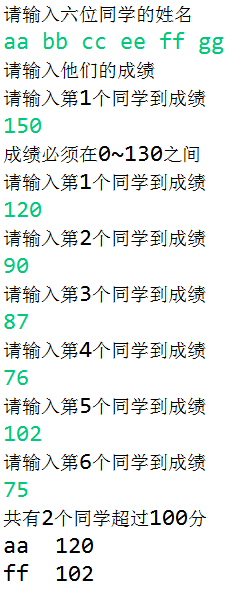 请输入六位同学的姓名
aa bb cc ee ff gg
请输入他们的成绩
请输入第1个同学到成绩
150
成绩必须在0~130之间
请输入第1个同学到成绩
120
请输入第2个同学到成绩
90
请输入第3个同学到成绩
87
请输入第4个同学到成绩
76
请输入第5个同学到成绩
102
请输入第6个同学到成绩
75
共有2个同学超过100分
aa  120
ff  102